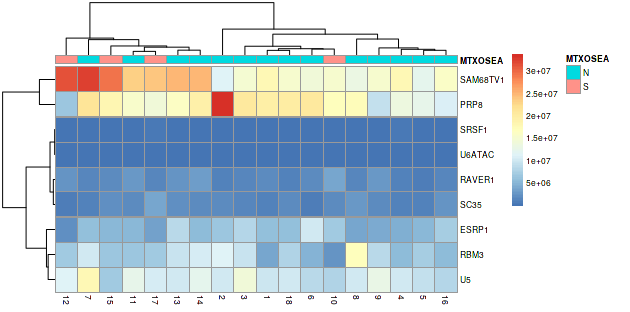 MTXOSEA
SAM68TV1
PRP8
SRSF1
U6ATAC
RAVER1
SC35
ESRP1
RBM3
U5
12 7 15 11 17 13 14 2 3 1 18 6 10 8 9 4 5 16
3e+07
2.5e+07
2e+07
1.5e+07
1e+07
5e+06
MTXOSEA
N
S